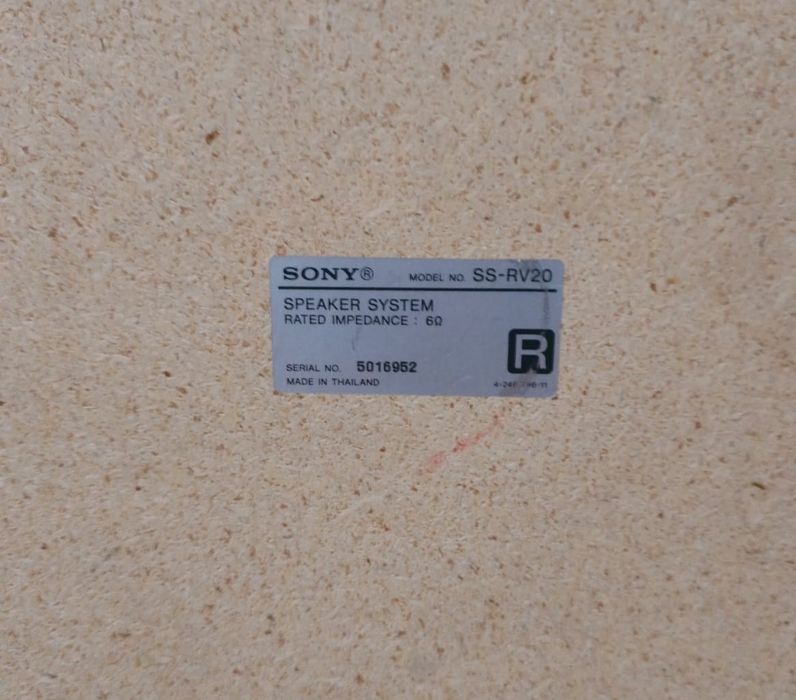 SONY® MODEL NO. SS-RV20
SPEAKER SYSTEM
RATED IMPEDANCE : 6Ω
R
SERIAL NO. 5016952
MADE IN THAILAND